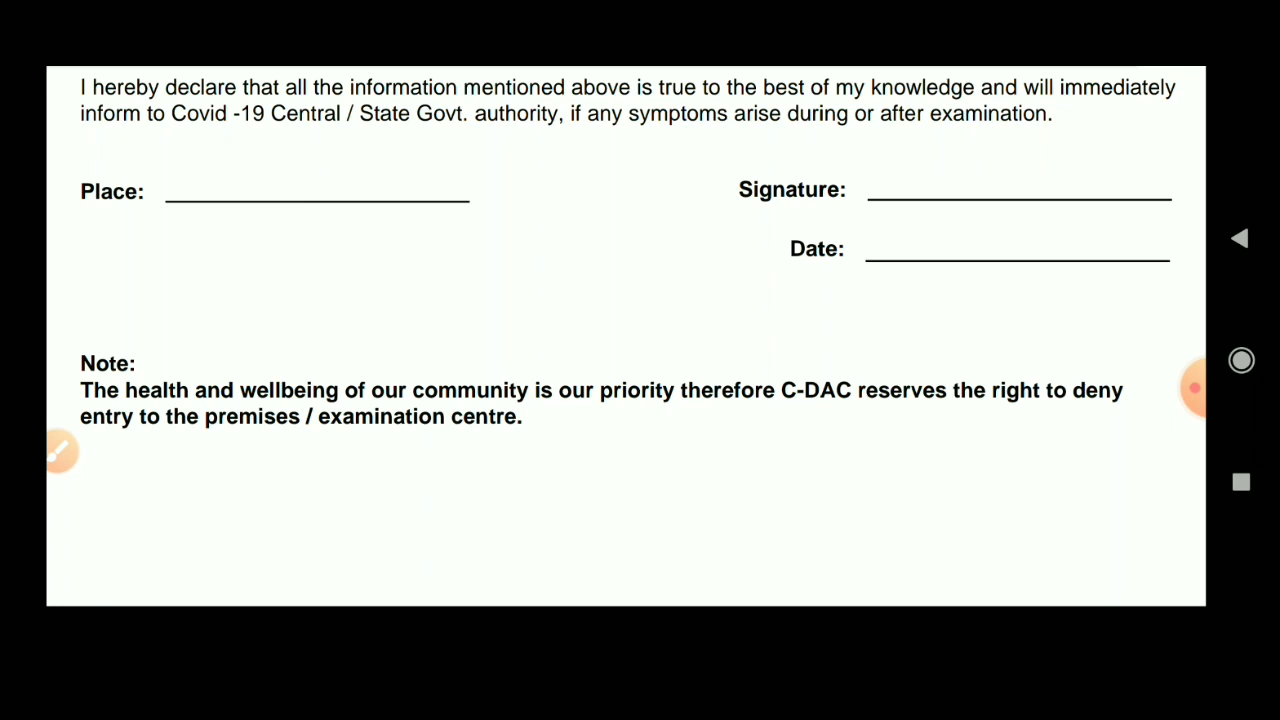 I hereby declare that all the information mentioned above is true to the best of my knowledge and will immediately
inform to Covid -19 Central / State Govt. authority, if any symptoms arise during or after examination.
Place: Signature:
Date:
Note:
The health and wellbeing of our community is our priority therefore C-DAC reserves the right to deny
entry to the premises / examination centre.